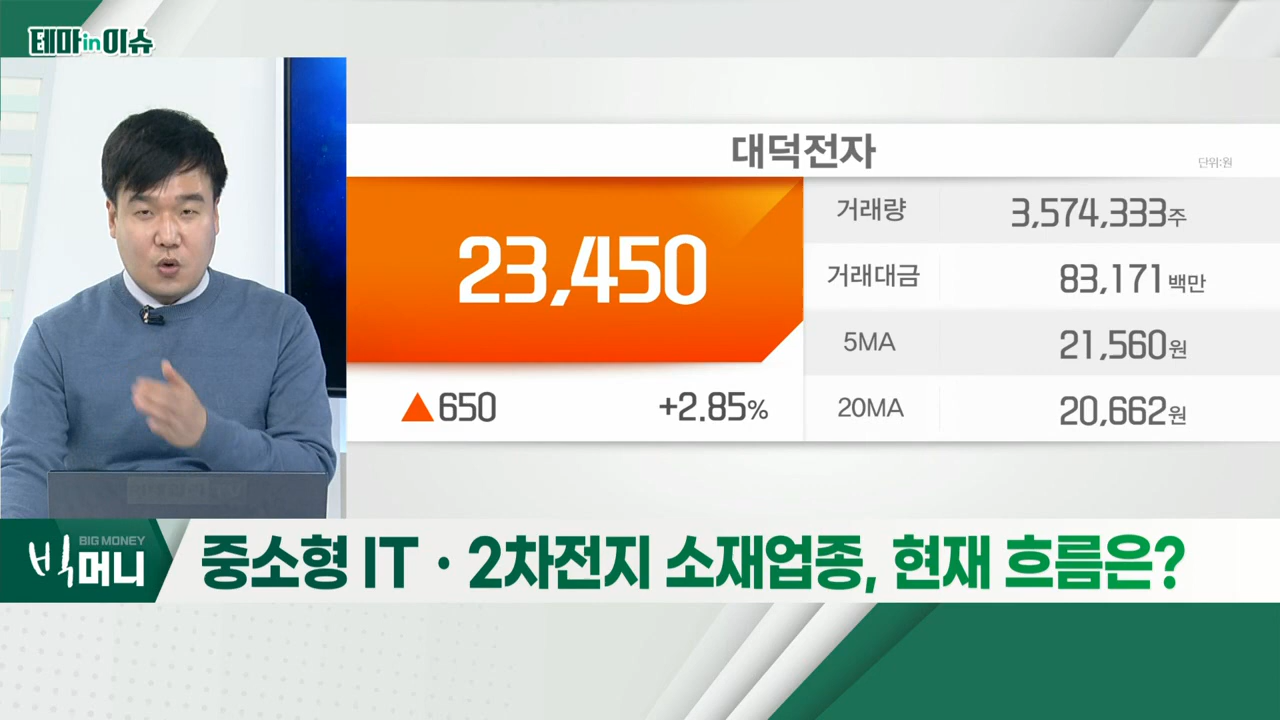 테마in이슈
대덕전자
단위:원
23,450
▲650 +2.85%
거래량 3,574,333주
거래대금 83,171백만
5MA 21,560원
20MA 20,662원
BIG MONEY
빅머니
중소형 IT · 2차전지 소재업종, 현재 흐름은?